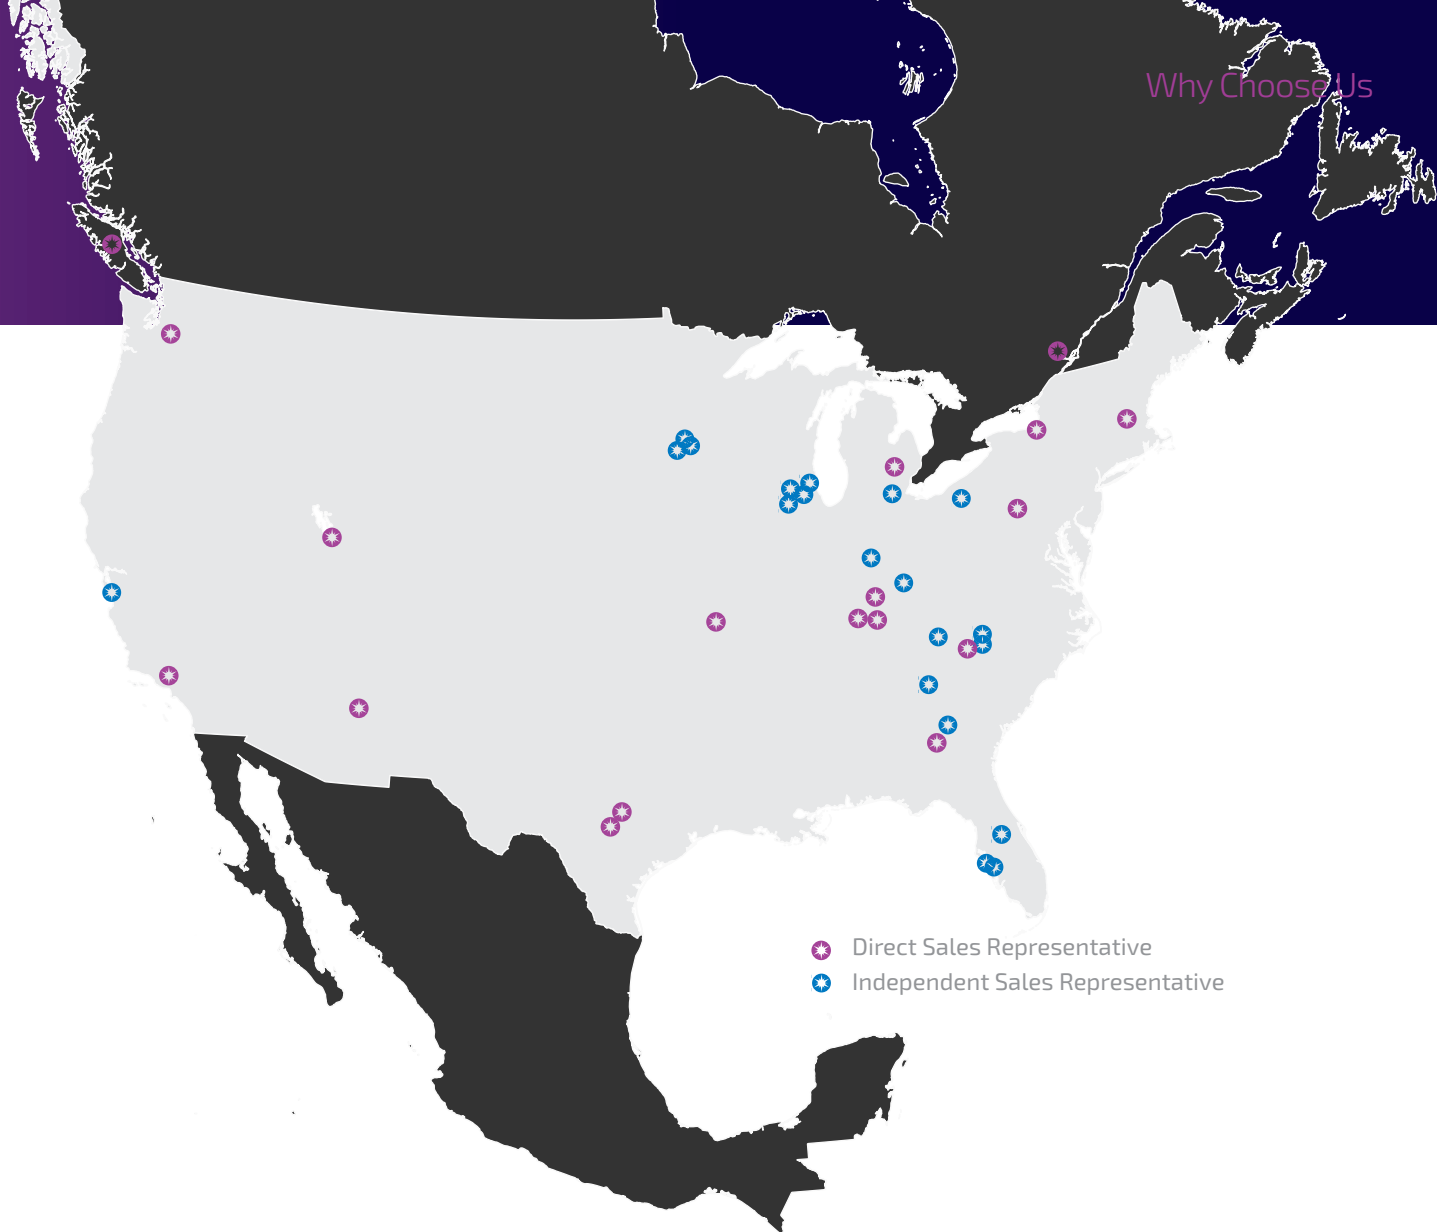 Why Choose Us
Direct Sales Representative
Independent Sales Representative